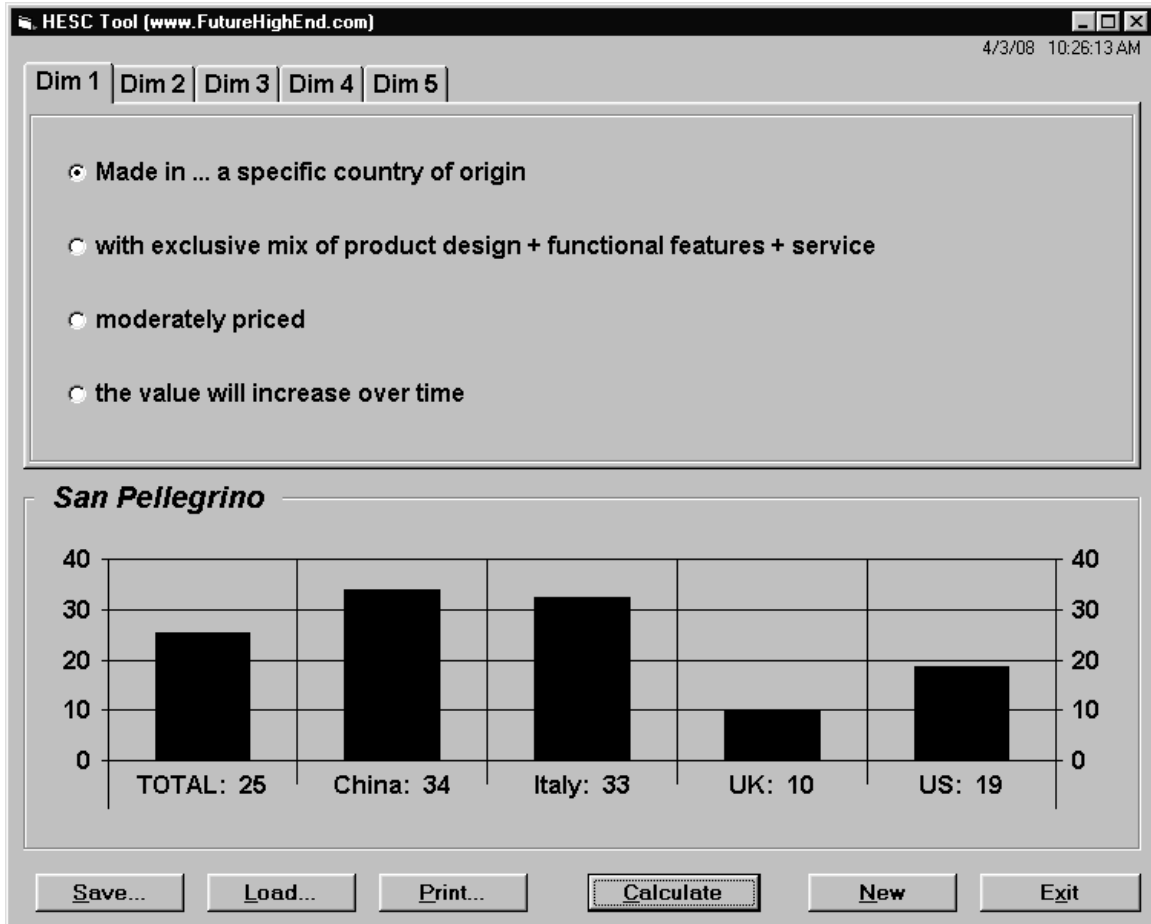 HESC Tool (www.FutureHighEnd.com)
4/3/08 10:26:13 AM
Dim 1 Dim 2 Dim 3 Dim 4 Dim 5
Made in ... a specific country of origin
with exclusive mix of product design + functional features + service
moderately priced
the value will increase over time
San Pellegrino
40 40
30 30
20 20
10 10
0 0
TOTAL: 25 China: 34 Italy: 33 UK: 10 US: 19
Save... Load... Print... Calculate New Exit